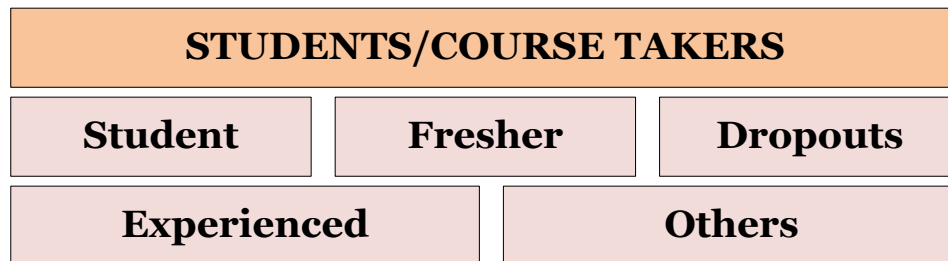 STUDENTS/COURSE TAKERS
Student Fresher Dropouts
Experienced Others